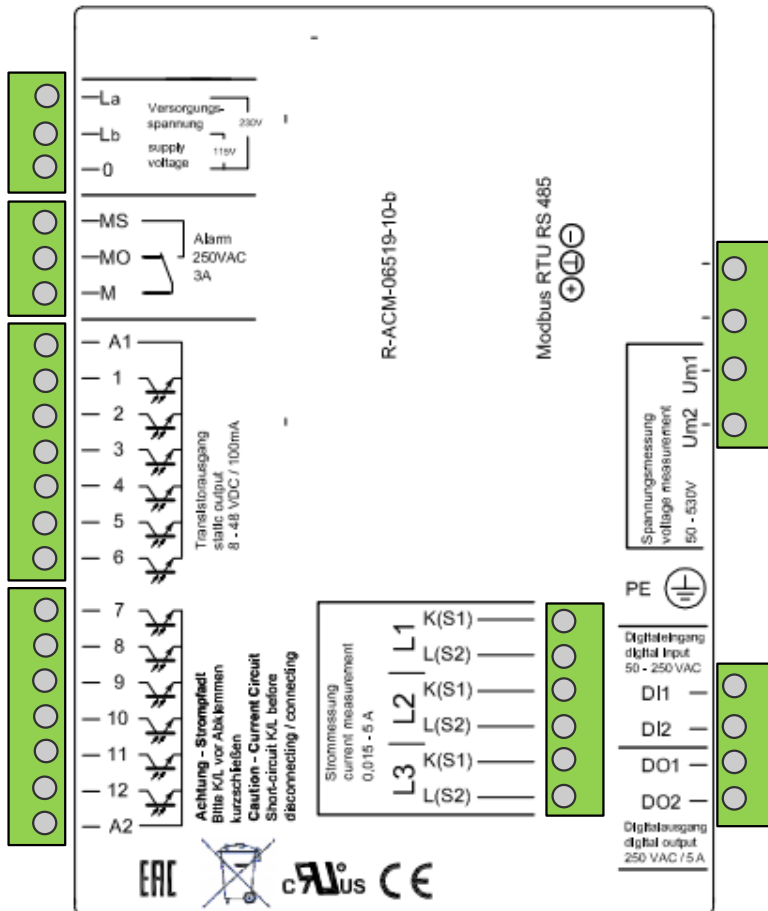 La
Lb
0
Versorgungs-
spannung
supply
voltage
230V
115V
MS
MO
M
Alarm
250VAC
3A
A1
1
2
3
4
5
6
Transistorausgang
static output
8 - 48 VDC / 100mA
7
8
9
10
11
12
A2
Achtung - Strompfad!
Bitte K/L vor Abklemmen
kurzschließen
Caution - Current Circuit
Short-circuit K/L before
disconnecting / connecting
R-ACM-06519-10-b
Modbus RTU RS 485
Spannungsmessung
voltage measurement
50 - 530V
Um1
Um2
PE
Strommessung
current measurement
0,015 - 5 A
L1
K(S1)
L(S2)
L2
K(S1)
L(S2)
L3
K(S1)
L(S2)
Digitaleingang
digital input
50 - 250 VAC
DI1
DI2
DO1
DO2
Digitalausgang
digital output
250 VAC / 5 A
EAC
c RU us CE